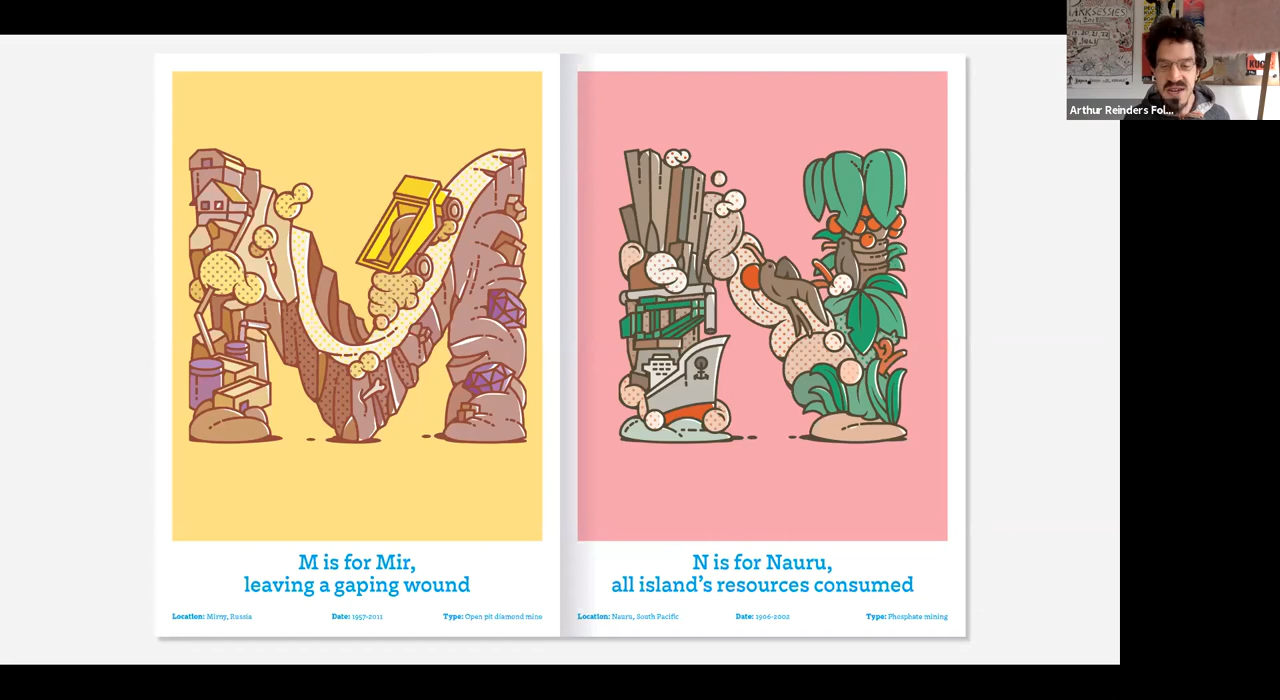 M is for Mir,
leaving a gaping wound
Location: Mirny, Russia
Date: 1957-2011
Type: Open pit diamond mine
N is for Nauru,
all island's resources consumed
Location: Nauru, South Pacific
Date: 1906-2002
Type: Phosphate mining
Arthur Reinders Fol...